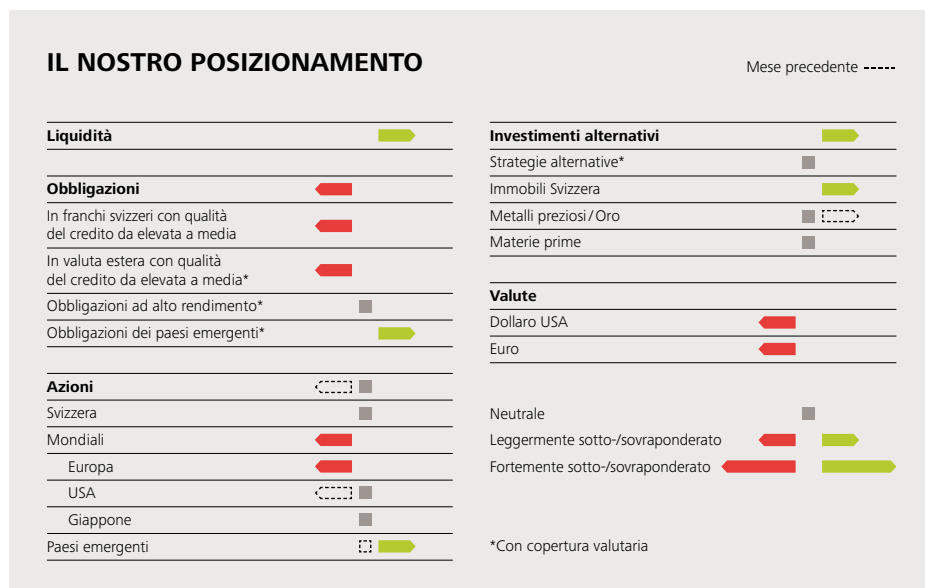 IL NOSTRO POSIZIONAMENTO
Mese precedente
Liquidità
Obbligazioni
In franchi svizzeri con qualità
del credito da elevata a media
In valuta estera con qualità
del credito da elevata a media*
Obbligazioni ad alto rendimento*
Obbligazioni dei paesi emergenti*
Azioni
Svizzera
Mondiali
Europa
USA
Giappone
Paesi emergenti
Investimenti alternativi
Strategie alternative*
Immobili Svizzera
Metalli preziosi/Oro
Materie prime
Valute
Dollaro USA
Euro
Neutrale
Leggermente sotto-/sovraponderato
Fortemente sotto-/sovraponderato
*Con copertura valutaria